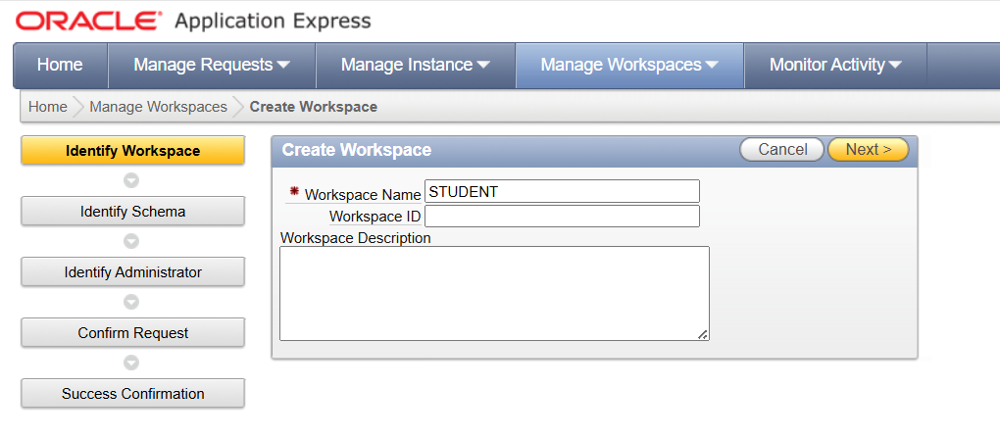 ORACLE Application Express
Home Manage Requests Manage Instance Manage Workspaces Monitor Activity
Home Manage Workspaces Create Workspace
Identify Workspace
Identify Schema
Identify Administrator
Confirm Request
Success Confirmation
Create Workspace Cancel Next >
* Workspace Name STUDENT
Workspace ID
Workspace Description